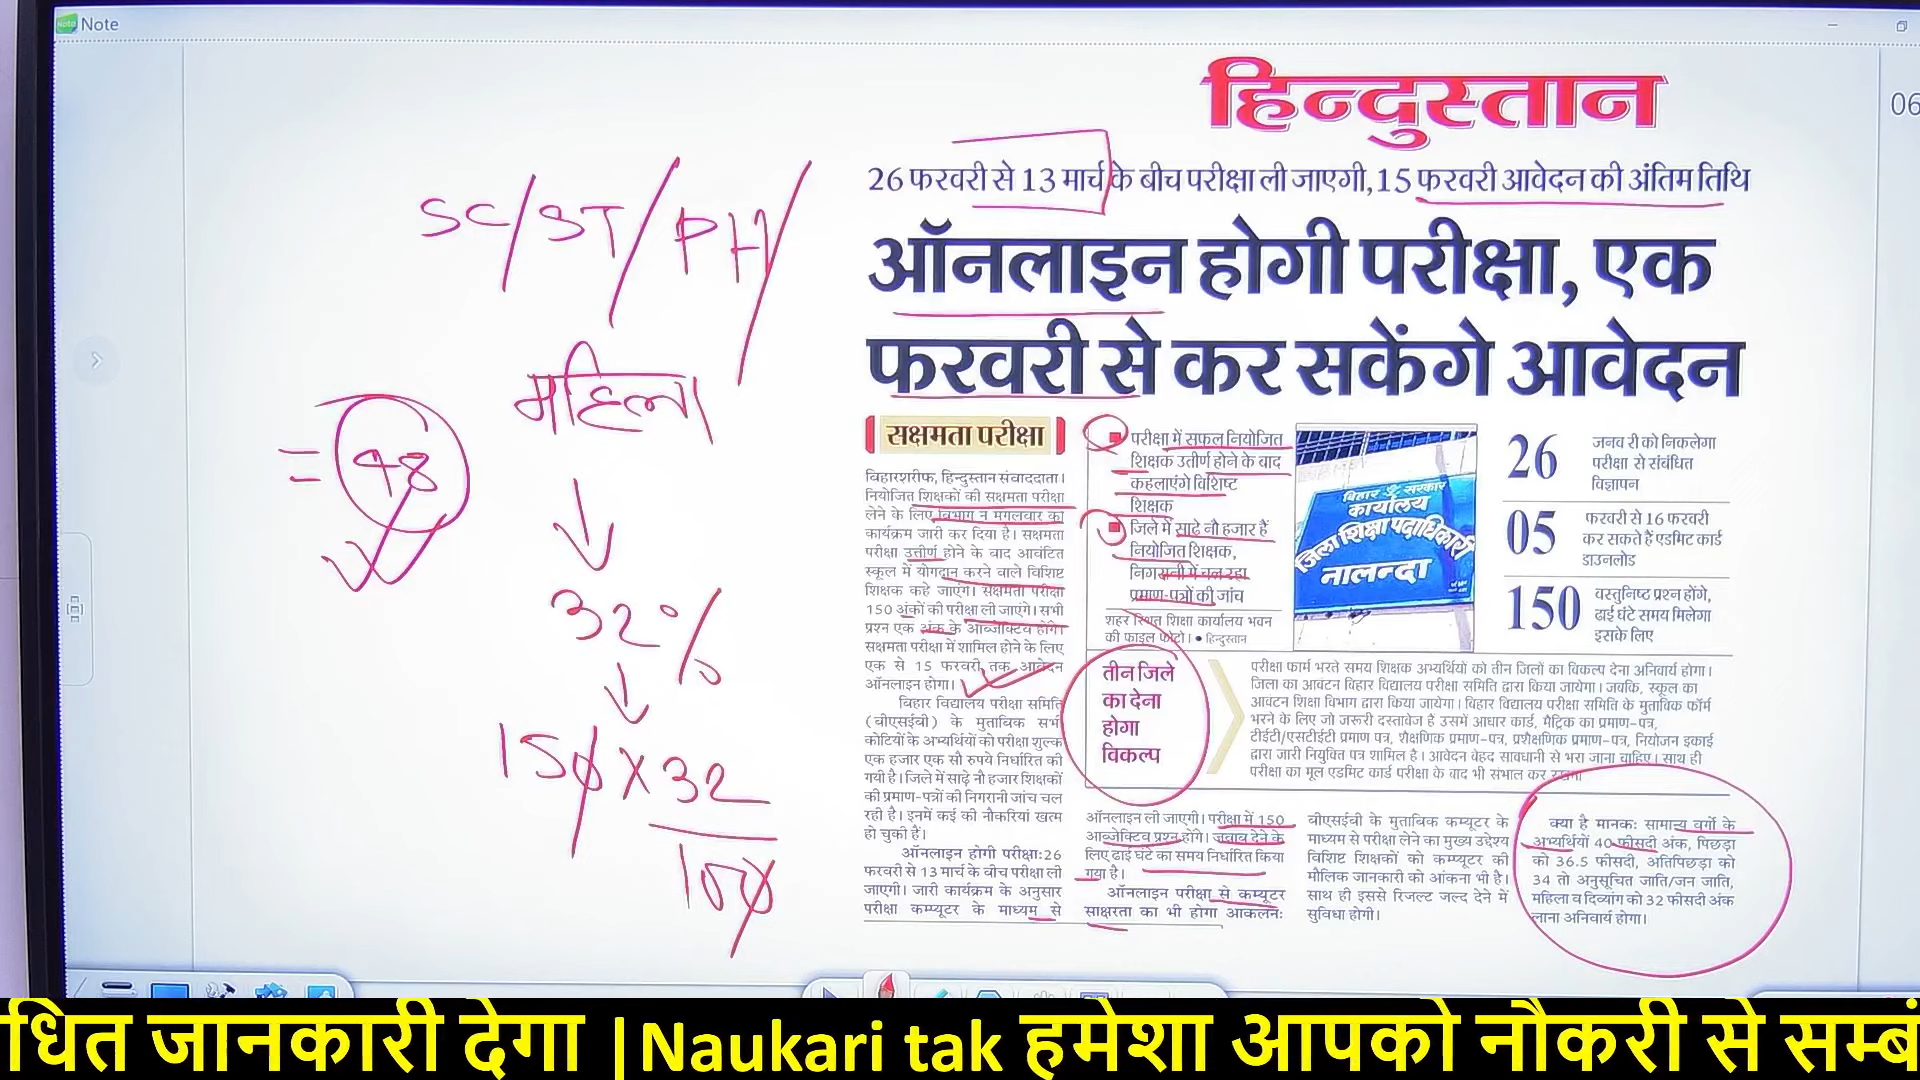 Note
06
हिन्दुस्तान
26 फरवरी से 13 मार्च के बीच परीक्षा ली जाएगी, 15 फरवरी आवेदन की अंतिम तिथि
ऑनलाइन होगी परीक्षा, एक
फरवरी से कर सकेंगे आवेदन
SC/ST/PH/
महिला
= 48
32%
150 X 32
100
सक्षमता परीक्षा
बिहारशरीफ, हिन्दुस्तान संवाददाता।
नियोजित शिक्षकों की सक्षमता परीक्षा
लेने के लिए विभाग ने मंगलवार को
कार्यक्रम जारी कर दिया है। सक्षमता
परीक्षा उत्तीर्ण होने के बाद आवंटित
स्कूल में योगदान करने वाले विशिष्ट
शिक्षक कहे जाएंगे। सक्षमता परीक्षा
150 अंकों की परीक्षा ली जाएंगे। सभी
प्रश्न एक अंक के आब्जेक्टिव होंगे।
सक्षमता परीक्षा में शामिल होने के लिए
एक से 15 फरवरी तक आवेदन
ऑनलाइन होगा।
बिहार विद्यालय परीक्षा समिति
(बीएसईबी) के मुताबिक सभी
कोटियों के अभ्यर्थियों को परीक्षा शुल्क
एक हजार एक सौ रुपये निर्धारित की
गयी है। जिले में साढ़े नौ हजार शिक्षकों
की प्रमाण-पत्रों की निगरानी जांच चल
रही है। इनमें कई की नौकरियां खत्म
हो चुकी हैं।
ऑनलाइन होगी परीक्षा:26
फरवरी से 13 मार्च के बीच परीक्षा ली
जाएगी। जारी कार्यक्रम के अनुसार
परीक्षा कम्प्यूटर के माध्यम से
परीक्षा में सफल नियोजित
शिक्षक उतीर्ण होने के बाद
कहलाएंगे विशिष्ट
शिक्षक
जिले में साढ़े नौ हजार हैं
नियोजित शिक्षक,
निगरानी में चल रहा
प्रमाण-पत्रों की जांच
बिहार सरकार
कार्यालय
जिला शिक्षा पदाधिकारी
नालन्दा
शहर स्थित शिक्षा कार्यालय भवन
की फाइल फोटो। • हिन्दुस्तान
26 जनवरी को निकलेगा
परीक्षा से संबंधित
विज्ञापन
05 फरवरी से 16 फरवरी
कर सकते हैं एडमिट कार्ड
डाउनलोड
150 वस्तुनिष्ट प्रश्न होंगे,
ढाई घंटे समय मिलेगा
इसके लिए
तीन जिले
का देना
होगा
विकल्प
परीक्षा फार्म भरते समय शिक्षक अभ्यर्थियों को तीन जिलों का विकल्प देना अनिवार्य होगा।
जिला का आवंटन बिहार विद्यालय परीक्षा समिति द्वारा किया जायेगा। जबकि, स्कूल का
आवंटन शिक्षा विभाग द्वारा किया जायेगा। बिहार विद्यालय परीक्षा समिति के मुताबिक फॉर्म
भरने के लिए जो जरूरी दस्तावेज हैं उसमें आधार कार्ड, मैट्रिक का प्रमाण-पत्र,
टीईटी/एसटीईटी प्रमाण पत्र, शैक्षणिक प्रमाण-पत्र, प्रशैक्षणिक प्रमाण-पत्र, नियोजन इकाई
द्वारा जारी नियुक्ति पत्र शामिल है। आवेदन बेहद सावधानी से भरा जाना चाहिए। साथ ही
परीक्षा का मूल एडमिट कार्ड परीक्षा के बाद भी संभाल कर रखना
ऑनलाइन ली जाएगी। परीक्षा में 150
आब्जेक्टिव प्रश्न होंगे। जवाब देने के
लिए ढाई घंटे का समय निर्धारित किया
गया है।
ऑनलाइन परीक्षा से कम्यूटर
साक्षरता का भी होगा आकलन:
बीएसईबी के मुताबिक कम्प्यूटर के
माध्यम से परीक्षा लेने का मुख्य उद्देश्य
विशिष्ट शिक्षकों को कम्प्यूटर की
मौलिक जानकारी को आंकना भी है।
साथ ही इससे रिजल्ट जल्द देने में
सुविधा होगी।
क्या है मानक: सामान्य वर्गो के
अभ्यर्थियों 40 फीसदी अंक, पिछड़ा
को 36.5 फीसदी, अतिपिछड़ा को
34 तो अनुसूचित जाति/जन जाति,
महिला व दिव्यांग को 32 फीसदी अंक
लाना अनिवार्य होगा।
धित जानकारी देगा |Naukari tak हमेशा आपको नौकरी से सम्बं